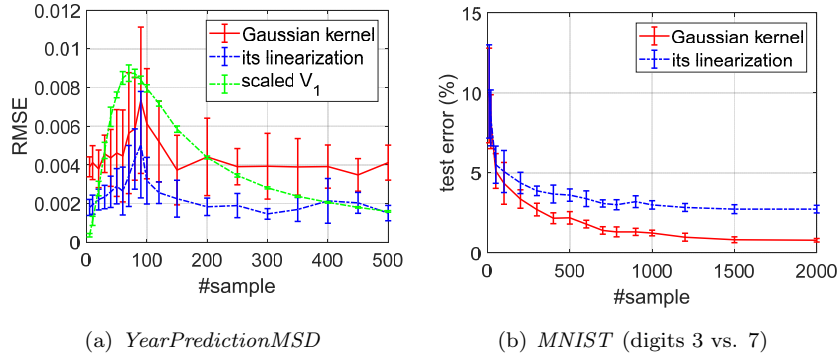 0.012
0.01
0.008
0.006
0.004
0.002
0
RMSE
Gaussian kernel
its linearization
scaled V1
0 100 200 300 400 500
#sample
(a) YearPredictionMSD
15
10
5
0
test error (%)
Gaussian kernel
its linearization
0 500 1000 1500 2000
#sample
(b) MNIST (digits 3 vs. 7)